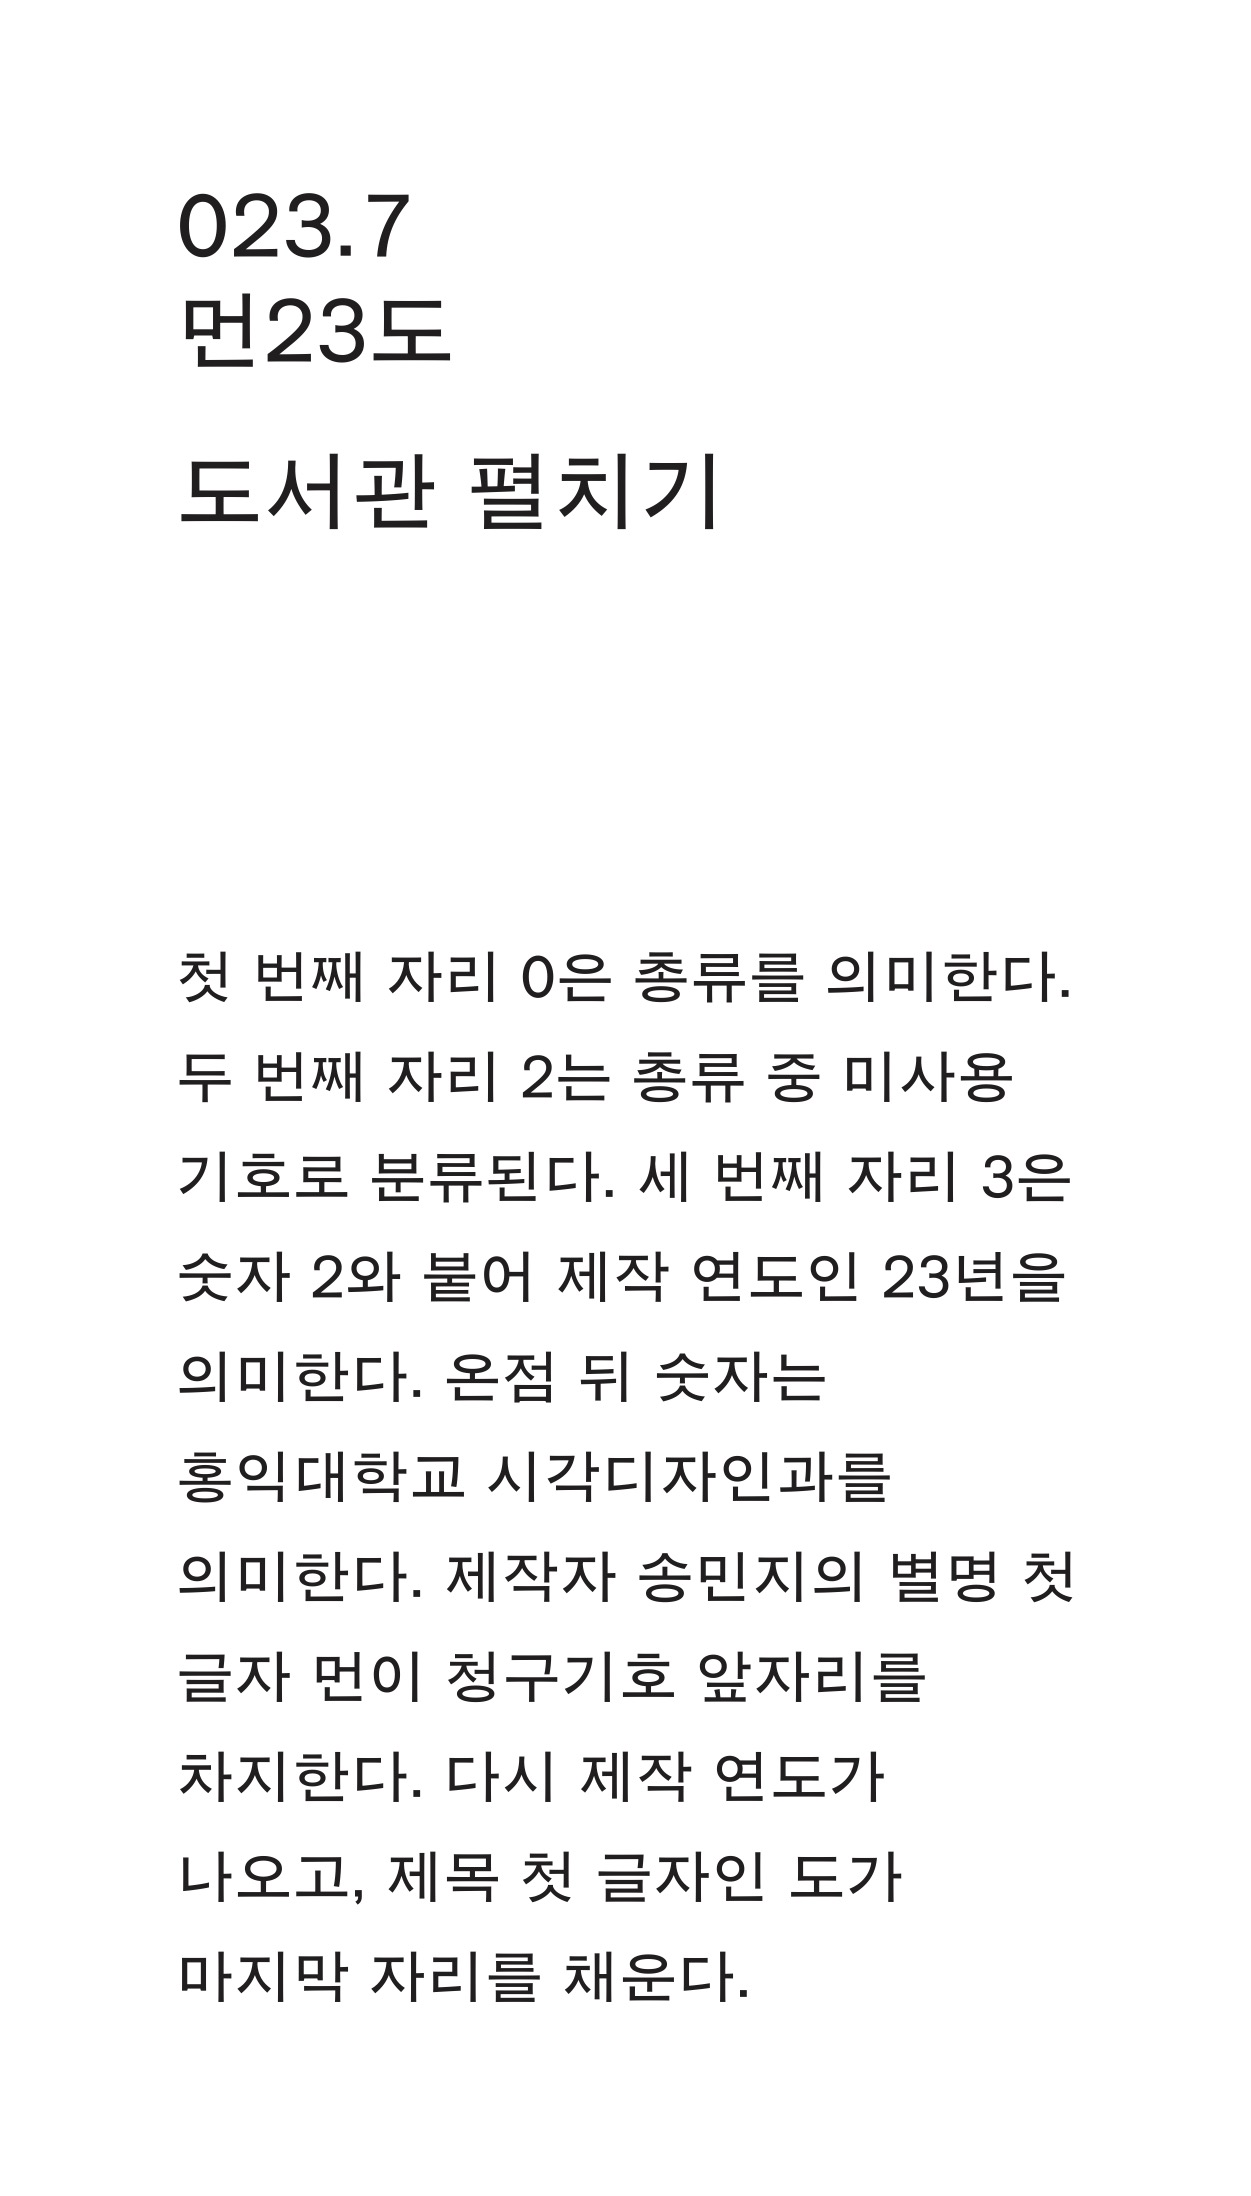 023.7
먼23도
도서관 펼치기
첫 번째 자리 0은 총류를 의미한다.
두 번째 자리 2는 총류 중 미사용
기호로 분류된다. 세 번째 자리 3은
숫자 2와 붙어 제작 연도인 23년을
의미한다. 온점 뒤 숫자는
홍익대학교 시각디자인과를
의미한다. 제작자 송민지의 별명 첫
글자 먼이 청구기호 앞자리를
차지한다. 다시 제작 연도가
나오고, 제목 첫 글자인 도가
마지막 자리를 채운다.